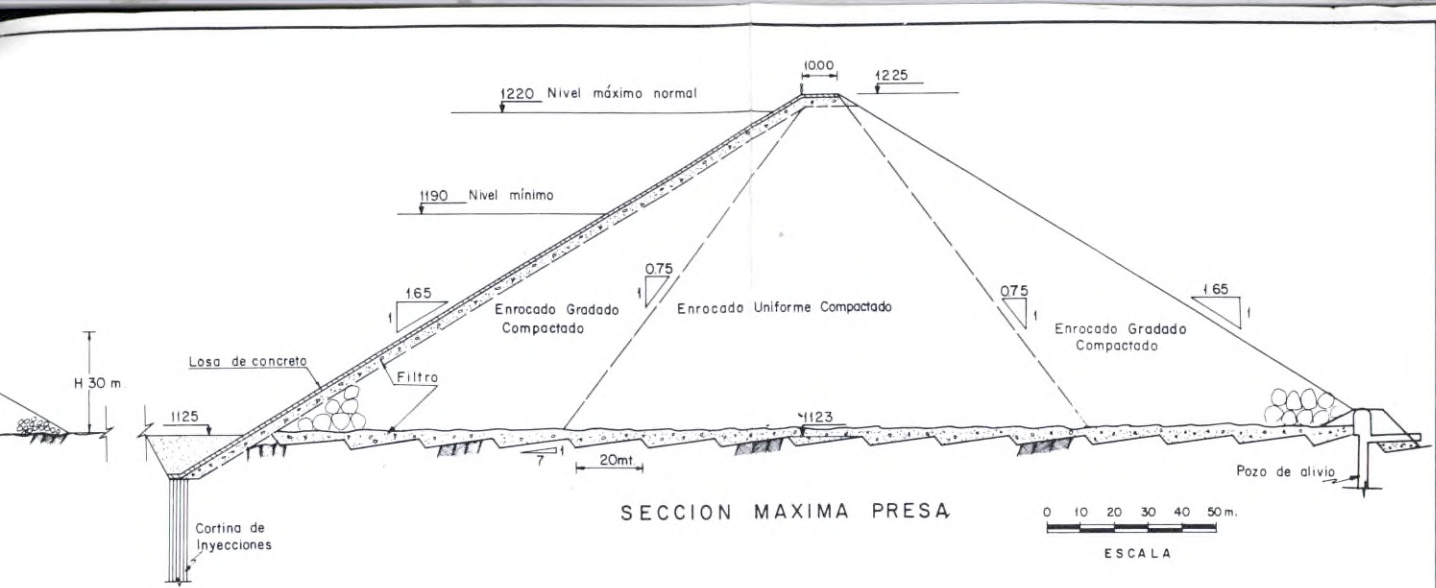 10.00
1220 Nivel máximo normal
1225
1190 Nivel mínimo
0.75
1
1.65
1
Enrocado Gradado
Compactado
Enrocado Uniforme Compactado
0.75
1
1.65
1
Enrocado Gradado
Compactado
H 30 m.
Losa de concreto
Filtro
1125
1123
7
1
20mt.
Pozo de alivio
SECCION MAXIMA PRESA
0 10 20 30 40 50 m.
ESCALA
Cortina de
Inyecciones